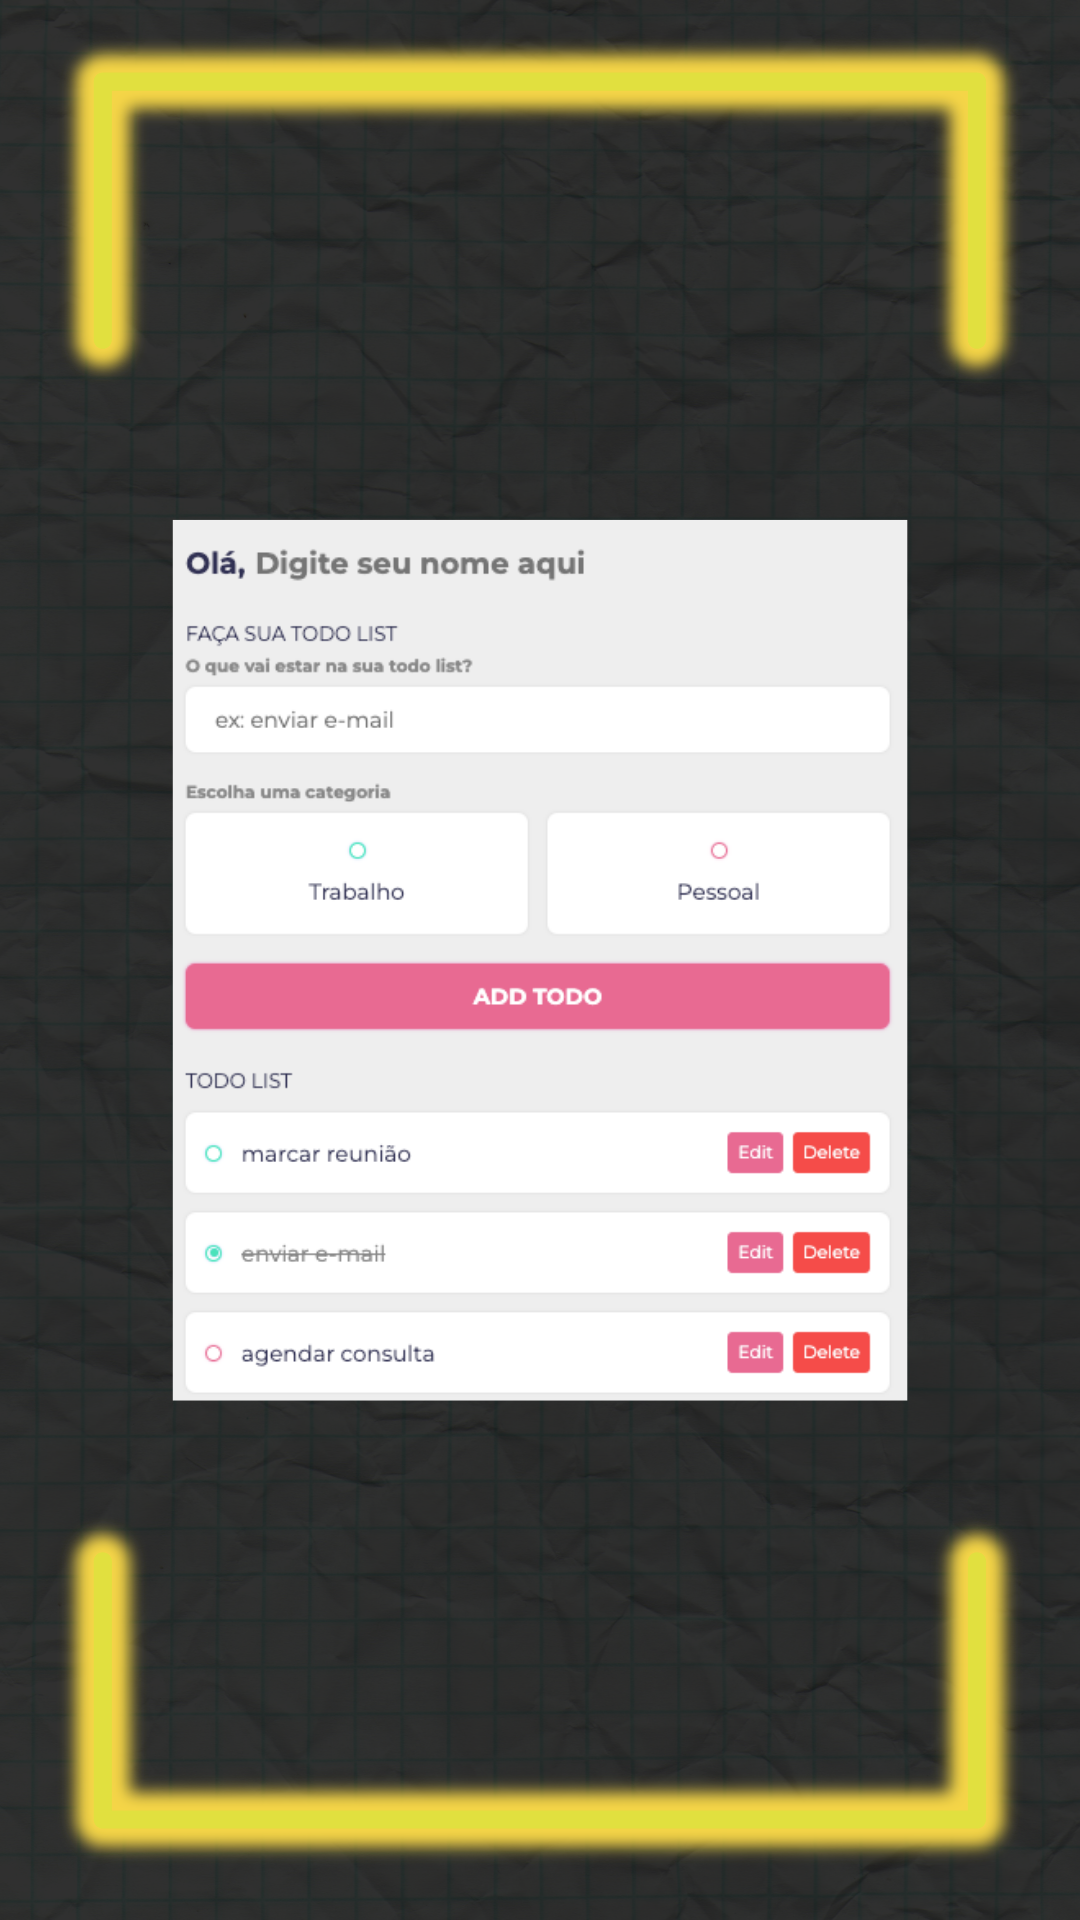 Olá, Digite seu nome aqui
FAÇA SUA TODO LIST
O que vai estar na sua todo list?
ex: enviar e-mail
Escolha uma categoria
Trabalho
Pessoal
ADD TODO
TODO LIST
marcar reunião
Edit
Delete
enviar e-mail
Edit
Delete
agendar consulta
Edit
Delete